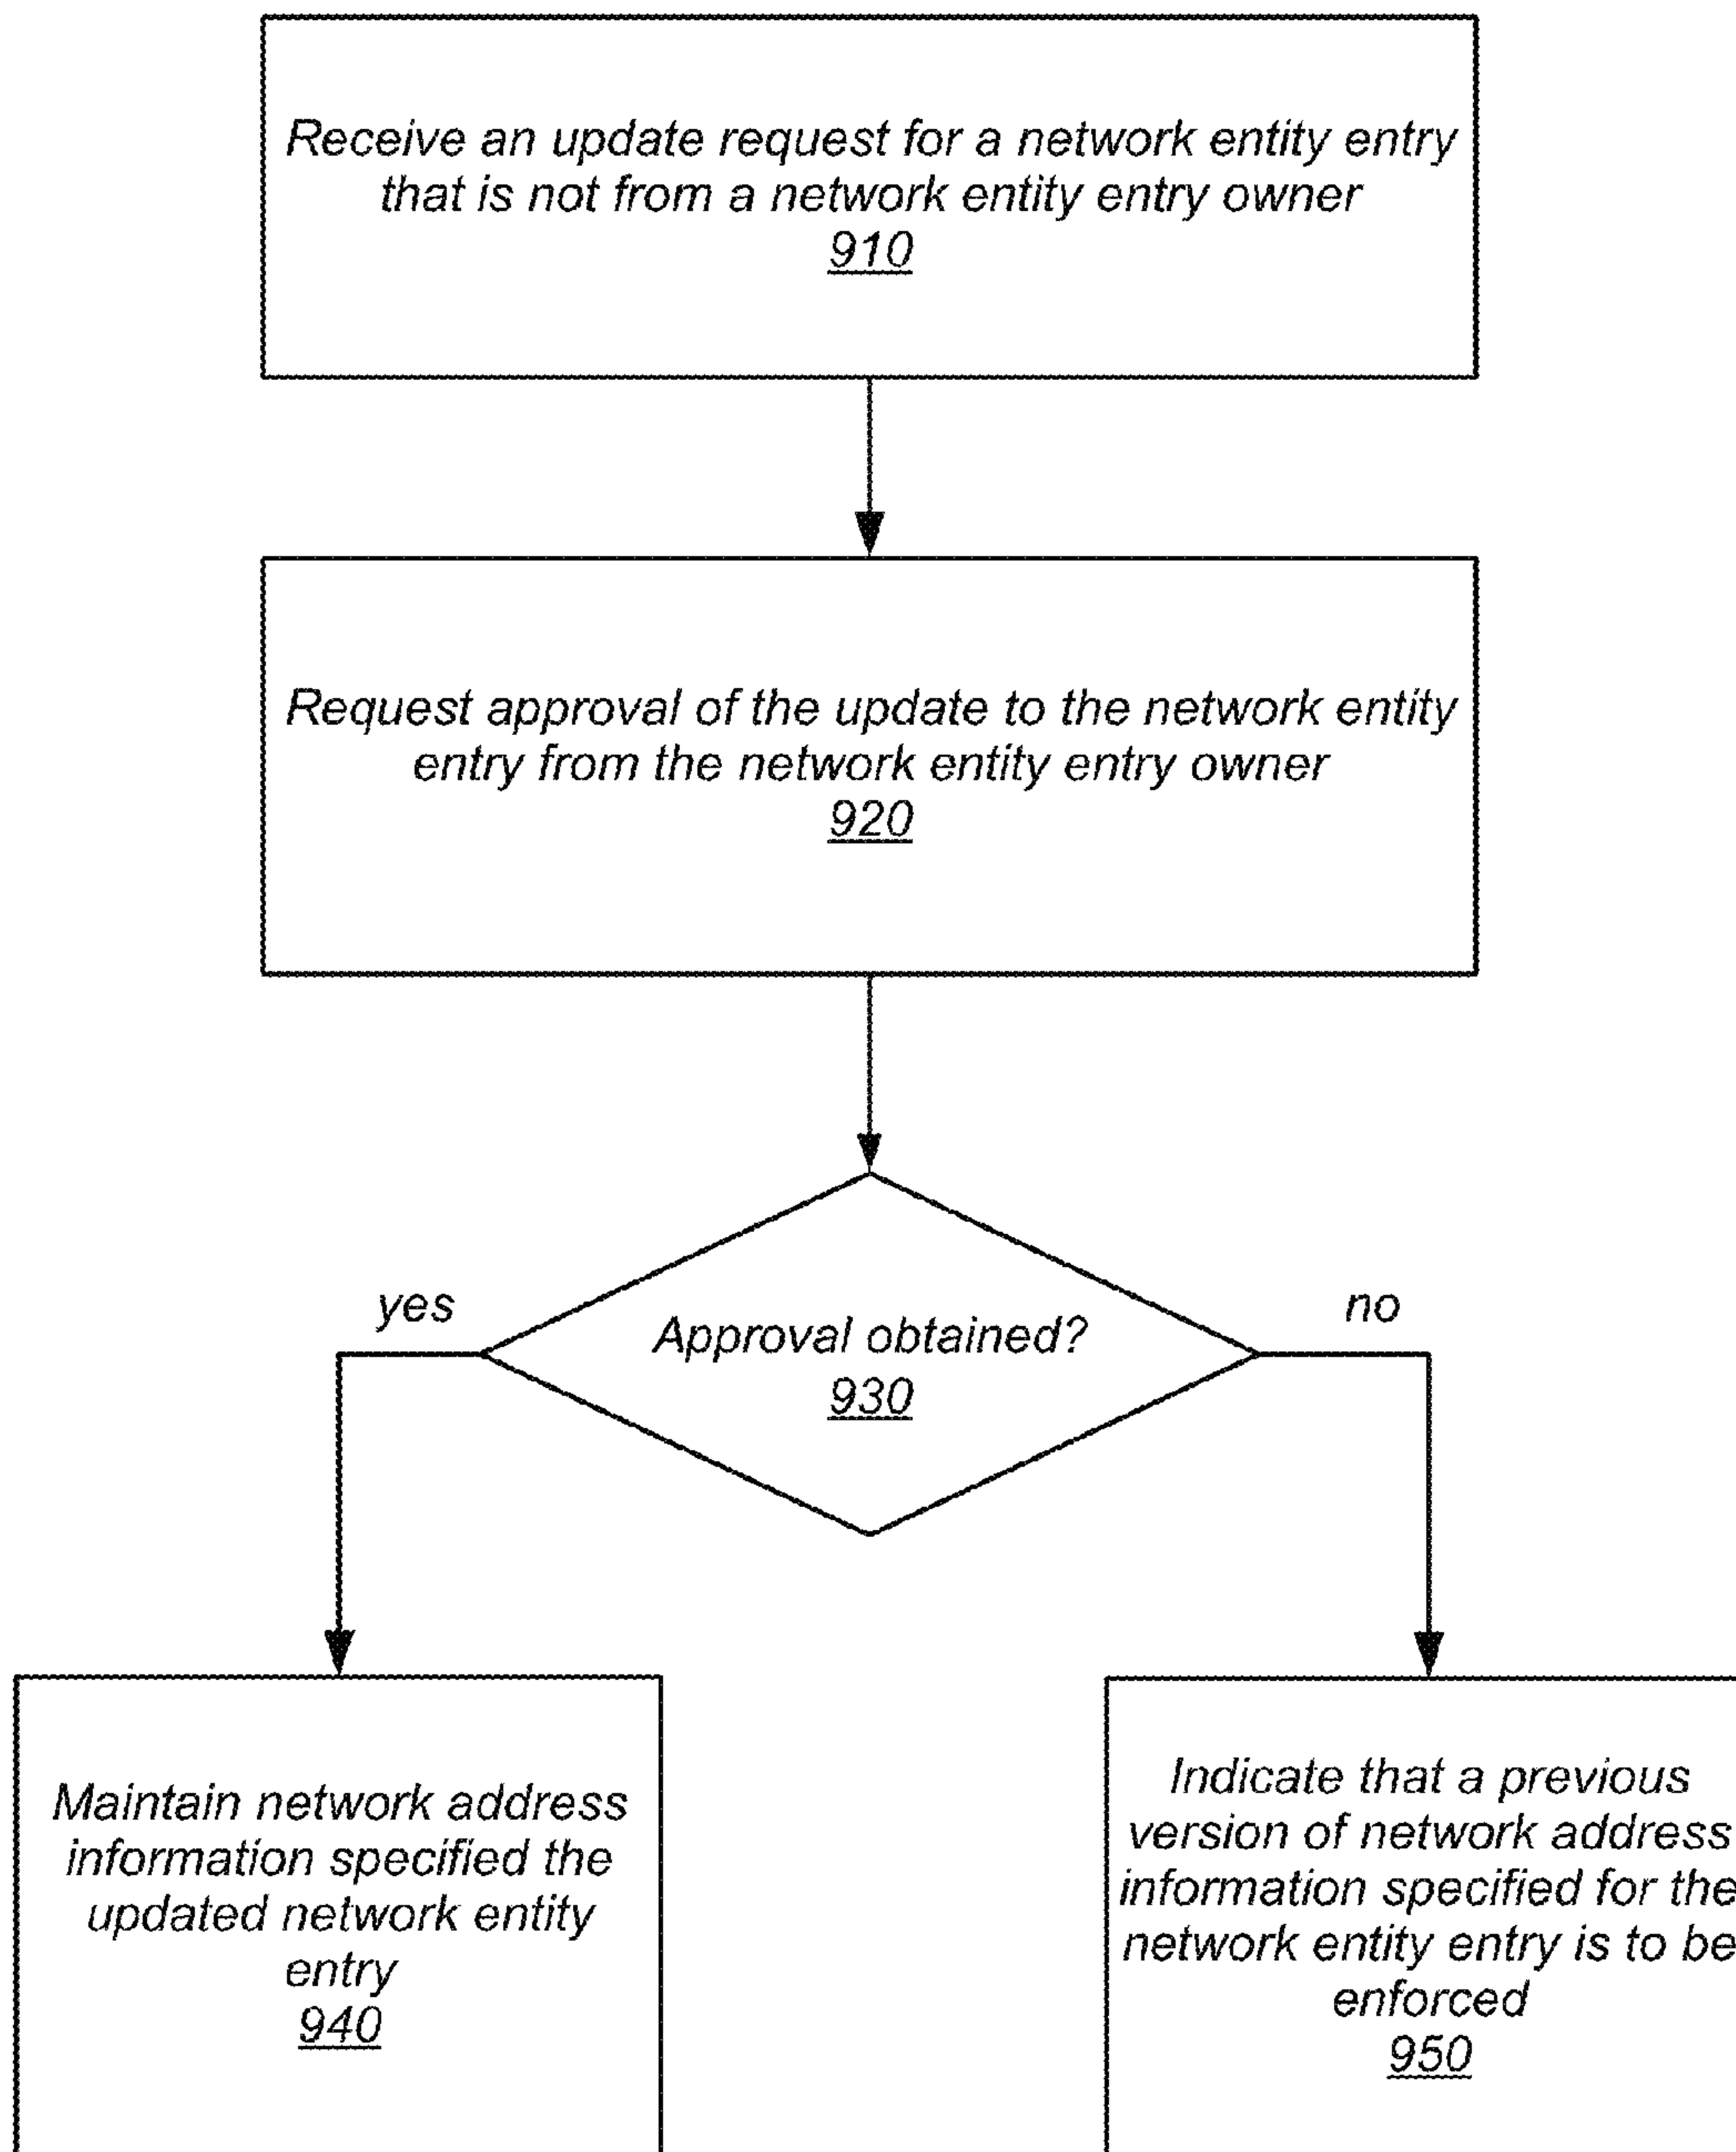 Receive an update request for a network entity entry
that is not from a network entity entry owner
910
Request approval of the update to the network entity
entry from the network entity entry owner
920
yes
no
Approval obtained?
930
Maintain network address
information specified the
updated network entity
entry
940
Indicate that a previous
version of network address
information specified for the
network entity entry is to be
enforced
950